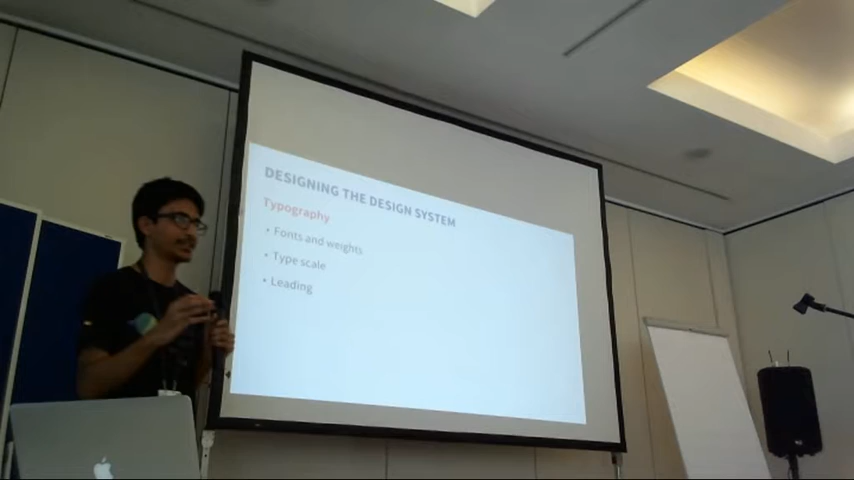 DESIGNING THE DESIGN SYSTEM
Typography
• Fonts and weights
• Type scale
• Leading